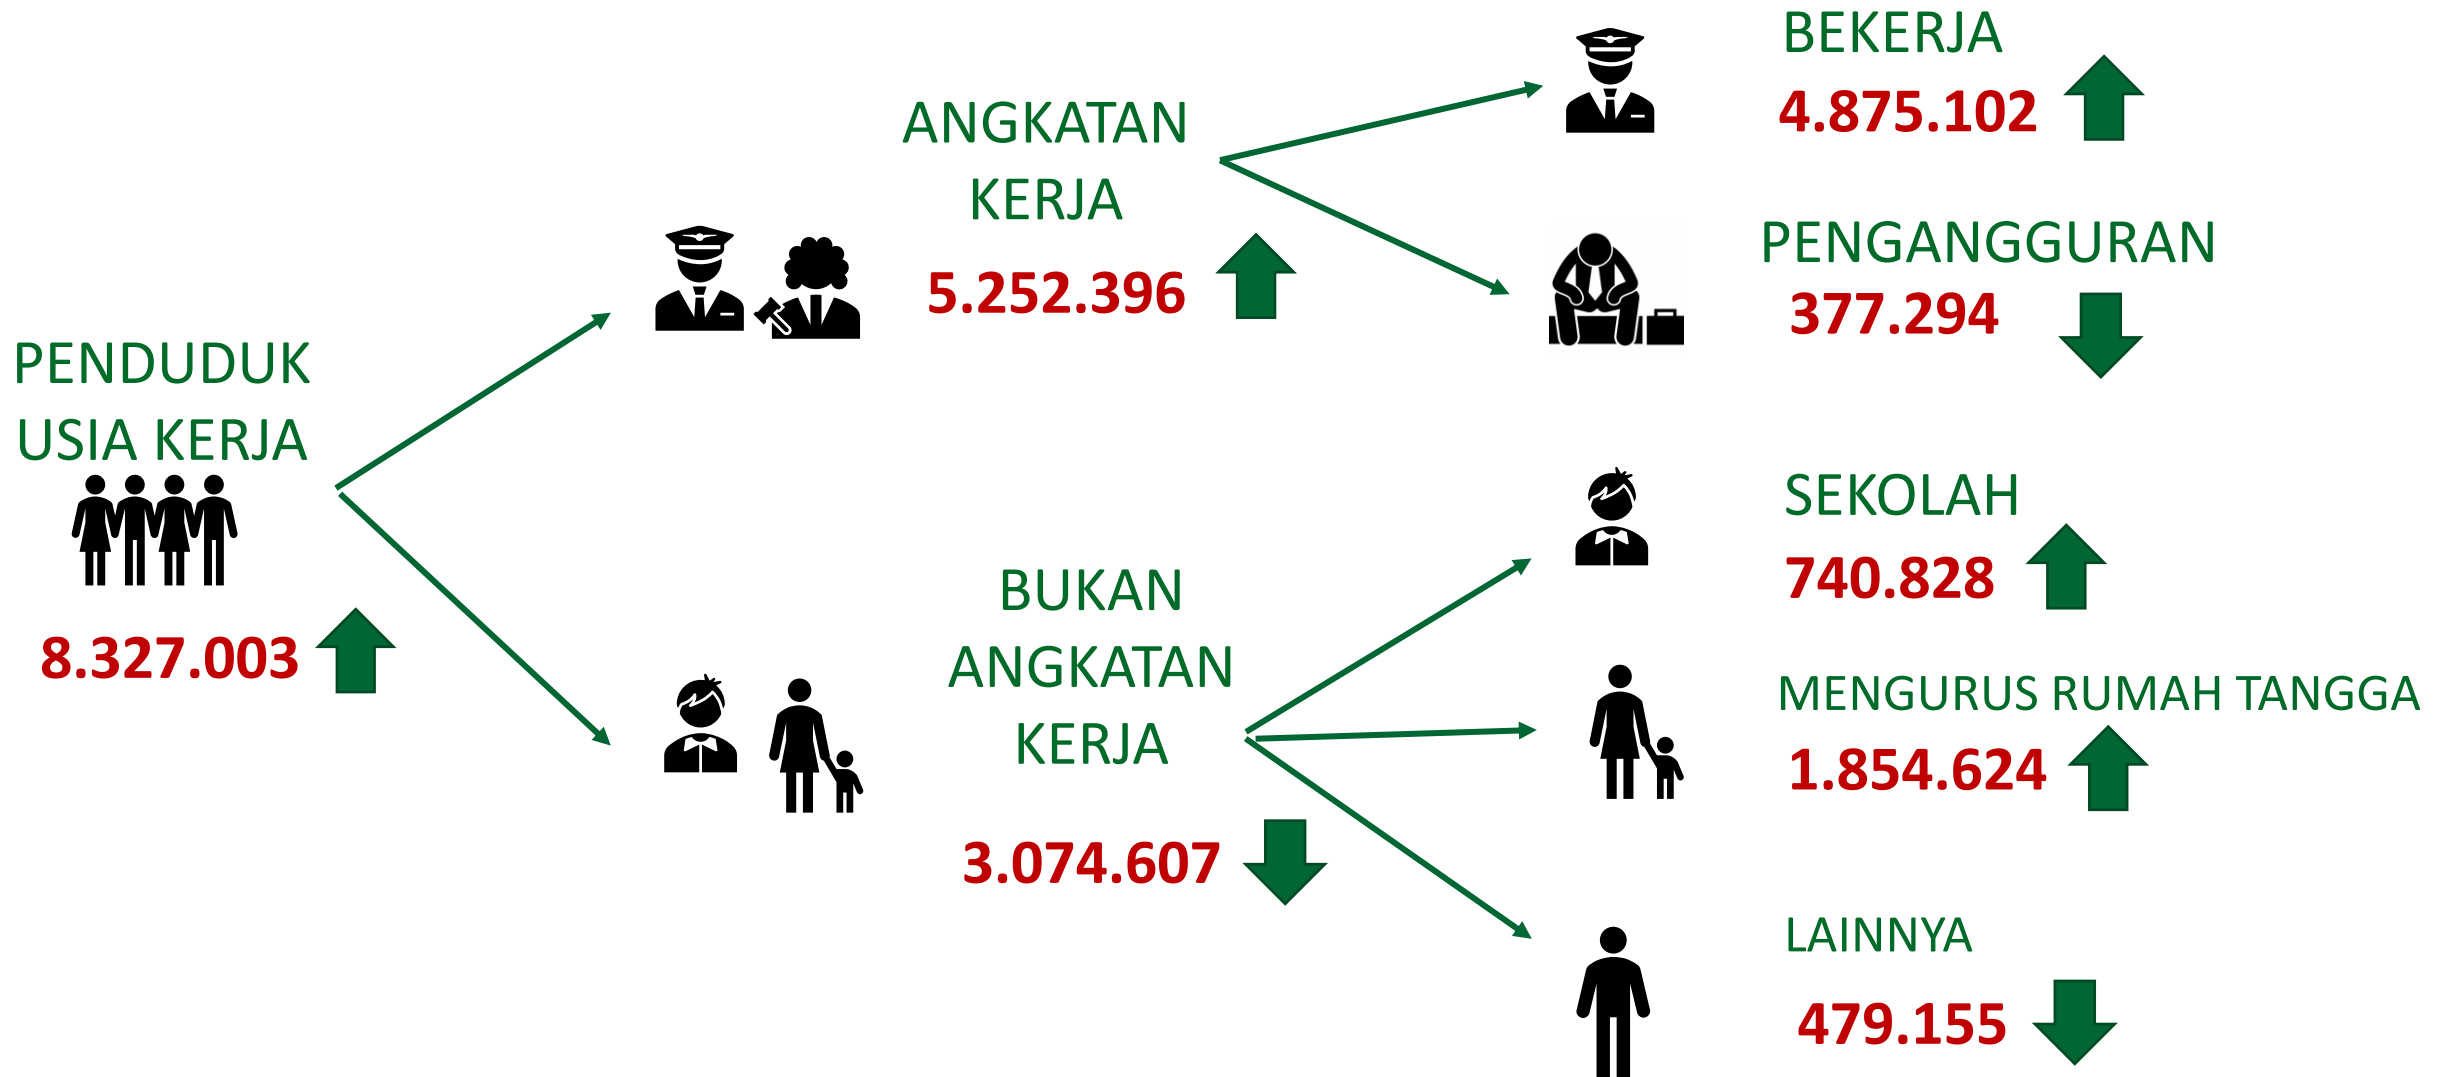 PENDUDUK
USIA KERJA
8.327.003
ANGKATAN
KERJA
5.252.396
BEKERJA
4.875.102
PENGANGGURAN
377.294
BUKAN
ANGKATAN
KERJA
3.074.607
SEKOLAH
740.828
MENGURUS RUMAH TANGGA
1.854.624
LAINNYA
479.155